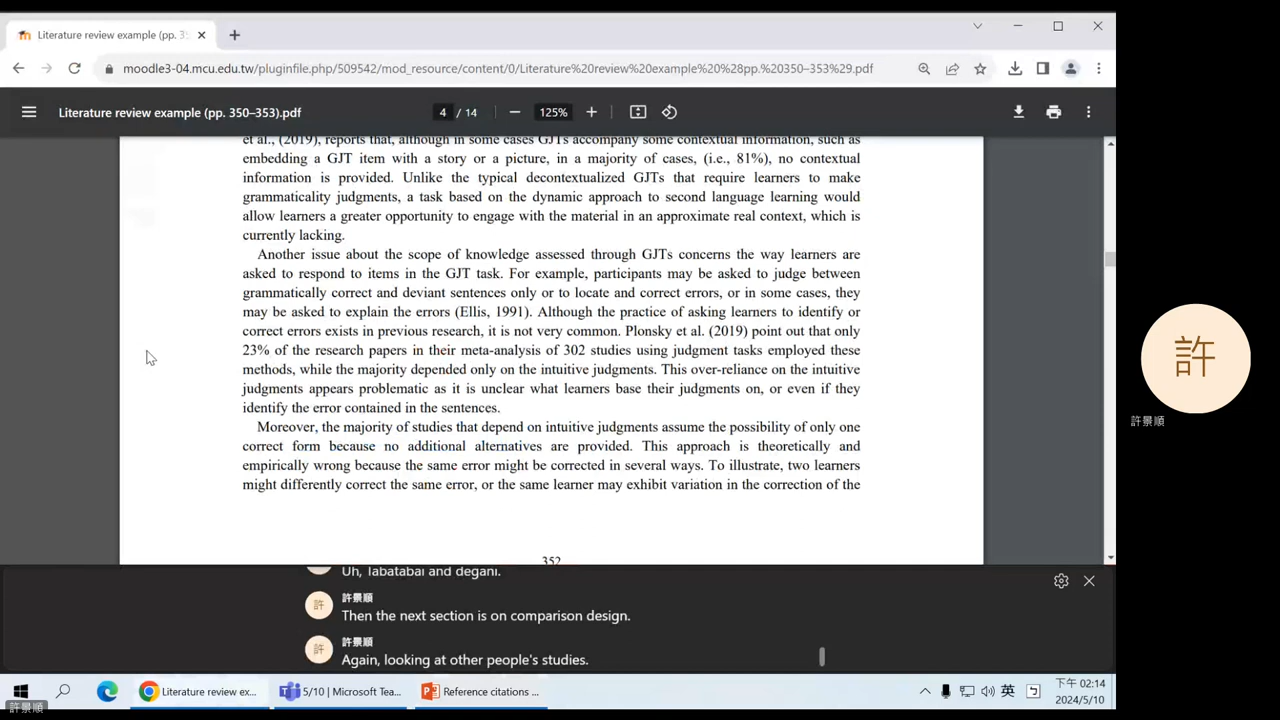 Literature review example (pp. 3
moodle3-04.mcu.edu.tw/pluginfile.php/509542/mod_resource/content/0/Literature%20review%20example%20%28pp.%20350–353%29.pdf
Literature review example (pp. 350–353).pdf
4 / 14
125%
et al., (2019), reports that, although in some cases GJTs accompany some contextual information, such as
embedding a GJT item with a story or a picture, in a majority of cases, (i.e., 81%), no contextual
information is provided. Unlike the typical decontextualized GJTs that require learners to make
grammaticality judgments, a task based on the dynamic approach to second language learning would
allow learners a greater opportunity to engage with the material in an approximate real context, which is
currently lacking.
Another issue about the scope of knowledge assessed through GJTs concerns the way learners are
asked to respond to items in the GJT task. For example, participants may be asked to judge between
grammatically correct and deviant sentences only or to locate and correct errors, or in some cases, they
may be asked to explain the errors (Ellis, 1991). Although the practice of asking learners to identify or
correct errors exists in previous research, it is not very common. Plonsky et al. (2019) point out that only
23% of the research papers in their meta-analysis of 302 studies using judgment tasks employed these
methods, while the majority depended only on the intuitive judgments. This over-reliance on the intuitive
judgments appears problematic as it is unclear what learners base their judgments on, or even if they
identify the error contained in the sentences.
Moreover, the majority of studies that depend on intuitive judgments assume the possibility of only one
correct form because no additional alternatives are provided. This approach is theoretically and
empirically wrong because the same error might be corrected in several ways. To illustrate, two learners
might differently correct the same error, or the same learner may exhibit variation in the correction of the
352
許
許景順
Uh, Tabatabai and degani.
許
許景順
Then the next section is on comparison design.
許
許景順
Again, looking at other people's studies.
Literature review ex...
5/10 | Microsoft Tea...
Reference citations ...
英
ㄅ
下午 02:14
2024/5/10
許景順